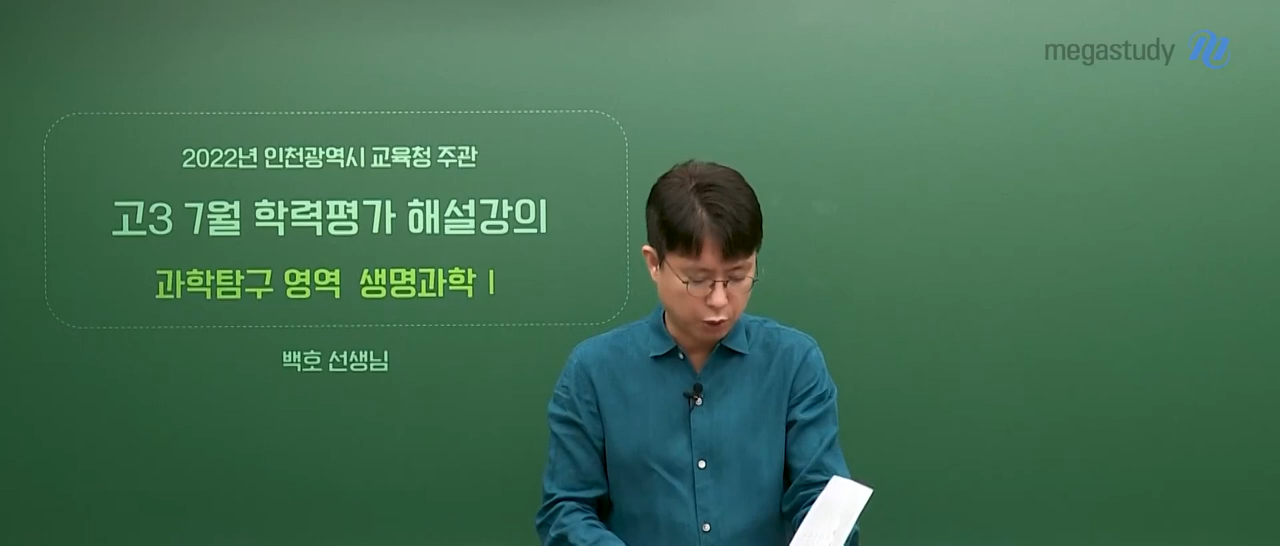 megastudy
2022년 인천광역시 교육청 주관
고3 7월 학력평가 해설강의
과학탐구 영역 생명과학 I
백호 선생님